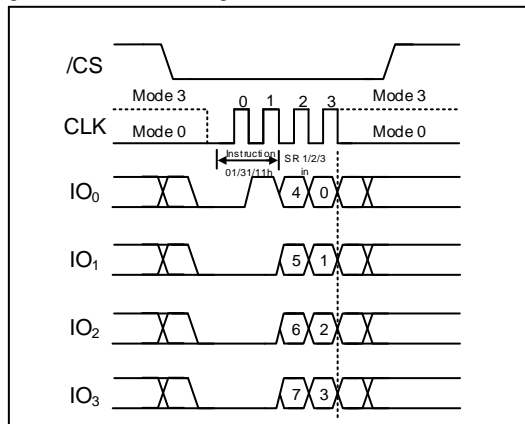 /CS
Mode 3 0 1 2 3 Mode 3
CLK Mode 0 Mode 0
Instruction SR 1/2/3
01/31/11h in
IO0 4 0
IO1 5 1
IO2 6 2
IO3 7 3